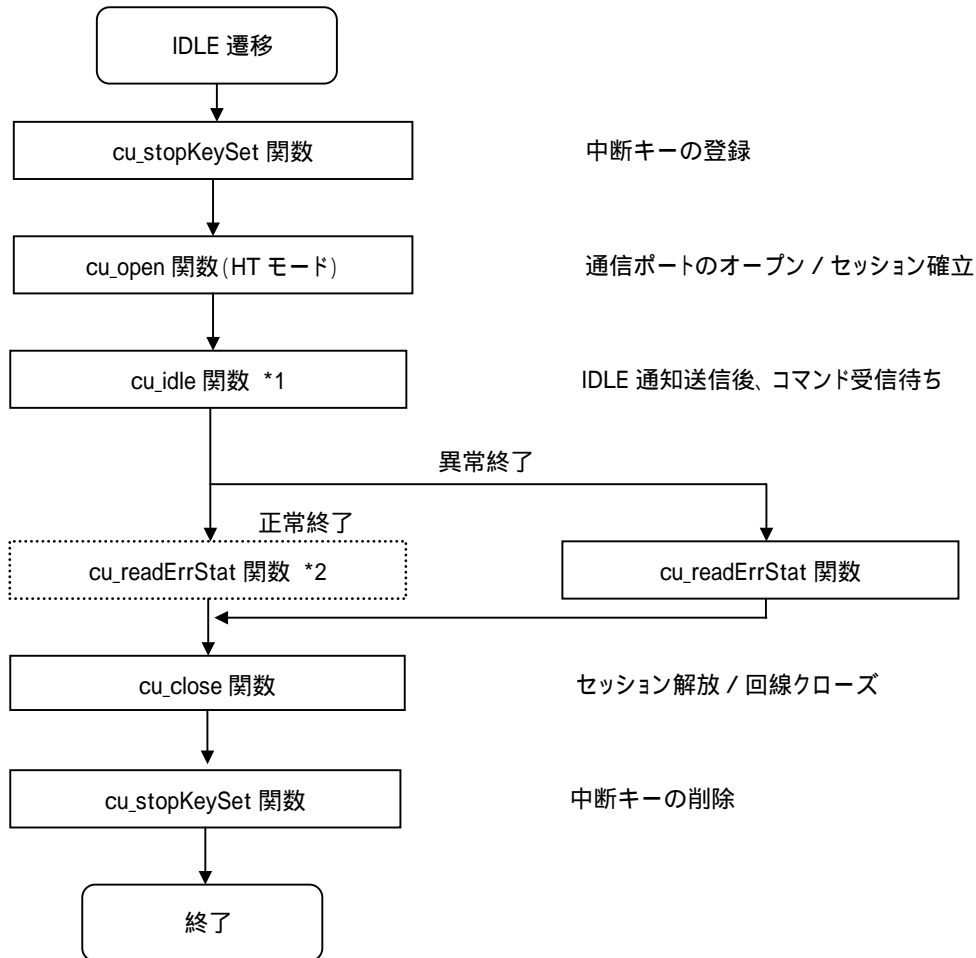 IDLE 遷移
cu_stopKeySet 関数
中断キーの登録
cu_open 関数(HT モード)
通信ポートのオープン / セッション確立
cu_idle 関数 *1
IDLE 通知送信後、コマンド受信待ち
異常終了
正常終了
cu_readErrStat 関数 *2
cu_readErrStat 関数
cu_close 関数
セッション解放 / 回線クローズ
cu_stopKeySet 関数
中断キーの削除
終了